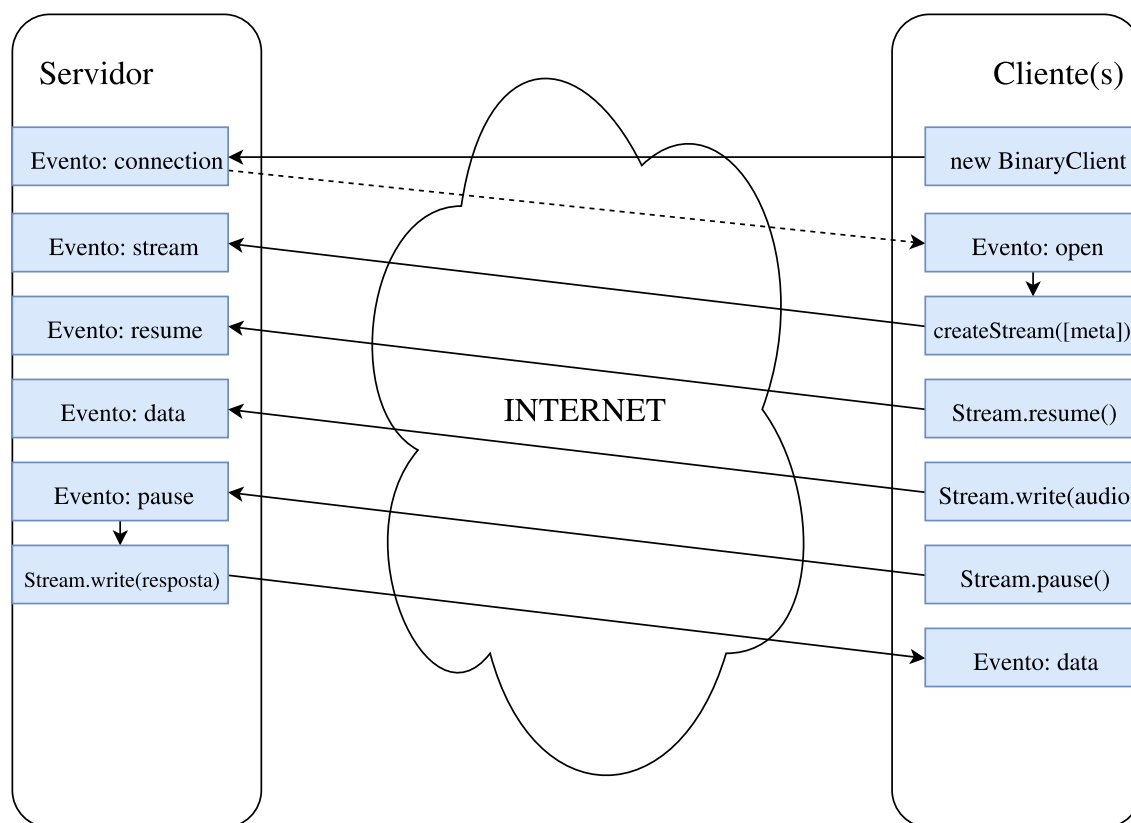 Servidor
Cliente(s)
Evento: connection
new BinaryClient
Evento: stream
Evento: open
Evento: resume
createStream([meta])
Evento: data
INTERNET
Stream.resume()
Evento: pause
Stream.write(audio
Stream.write(resposta)
Stream.pause()
Evento: data